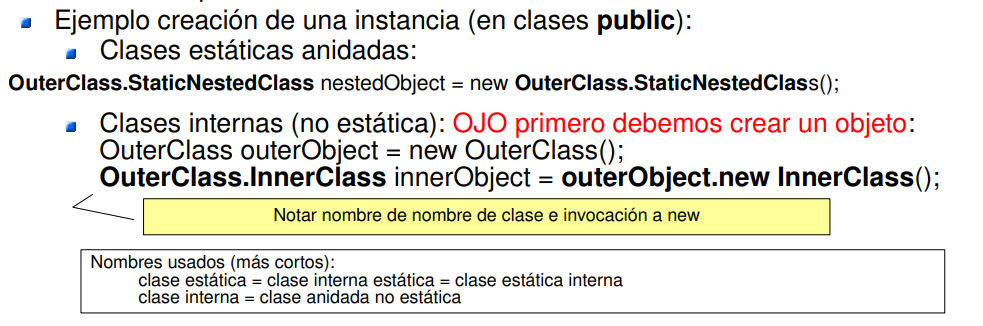 Ejemplo creación de una instancia (en clases public):
Clases estáticas anidadas:
OuterClass.StaticNestedClass nestedObject = new OuterClass.StaticNestedClass();
Clases internas (no estática): OJO primero debemos crear un objeto:
OuterClass outerObject = new OuterClass();
OuterClass.InnerClass innerObject = outerObject.new InnerClass();
Notar nombre de nombre de clase e invocación a new
Nombres usados (más cortos):
clase estática = clase interna estática = clase estática interna
clase interna = clase anidada no estática